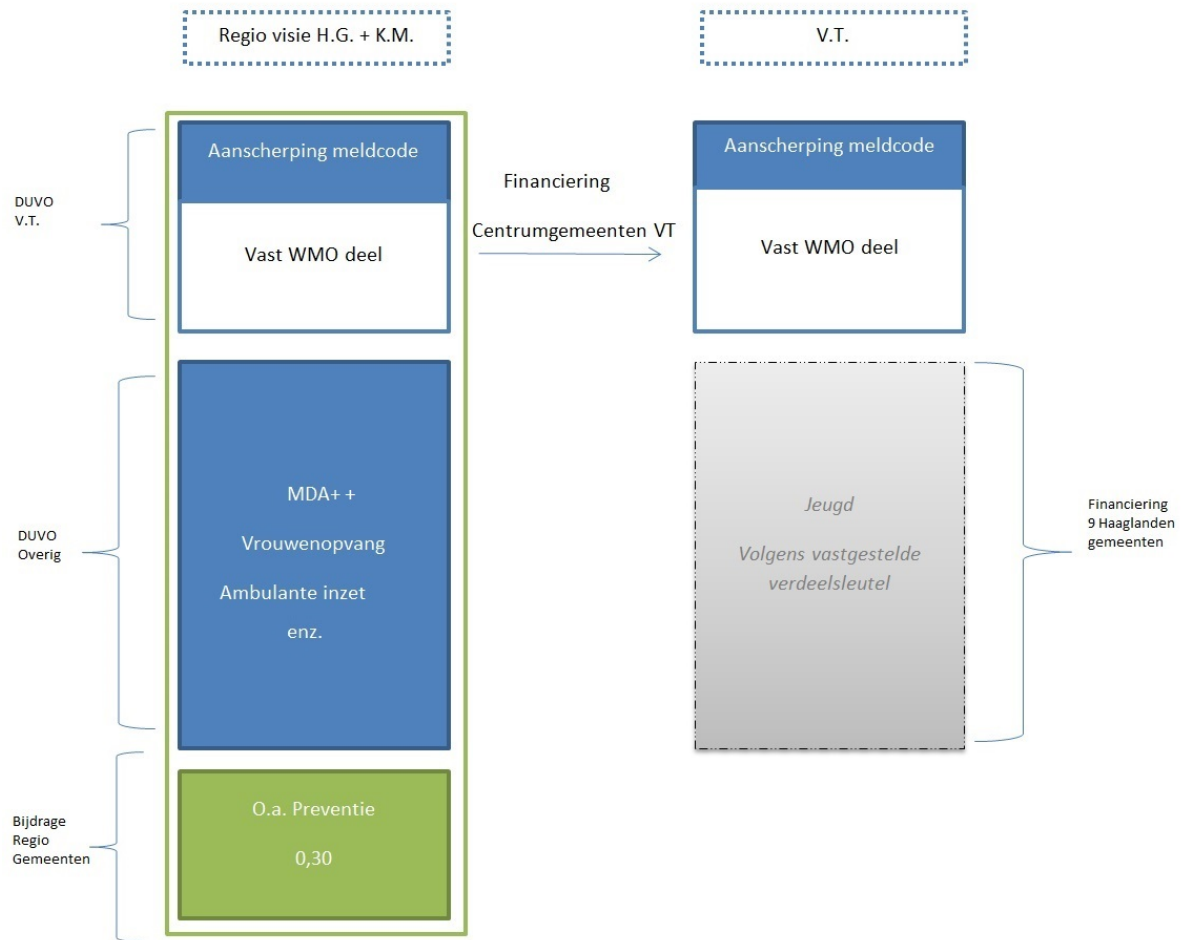 Regio visie H.G. + K.M.
V.T.
DUVO
V.T.
Aanscherping meldcode
Vast WMO deel
Financiering
Centrumgemeenten VT
Aanscherping meldcode
Vast WMO deel
DUVO
Overig
MDA+ +
Vrouwenopvang
Ambulante inzet
enz.
Jeugd
Volgens vastgestelde
verdeelsleutel
Financiering
9 Haaglanden
gemeenten
Bijdrage
Regio
Gemeenten
O.a. Preventie
0,30